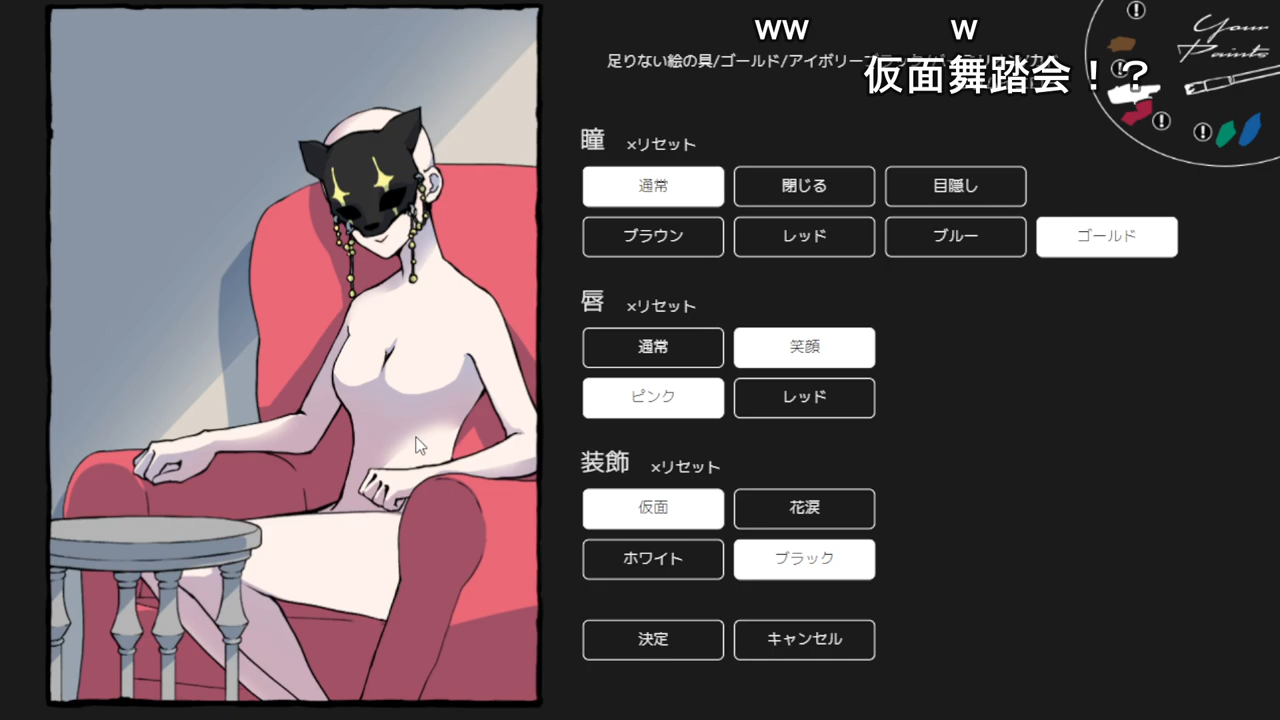 ww
w
足りない絵の具/ゴールド/アイボリーブラック/
仮面舞踏会！？
Your
Paints
瞳 ×リセット
通常 閉じる 目隠し
ブラウン レッド ブルー ゴールド
唇 ×リセット
通常 笑顔
ピンク レッド
装飾 ×リセット
仮面 花涙
ホワイト ブラック
決定 キャンセル